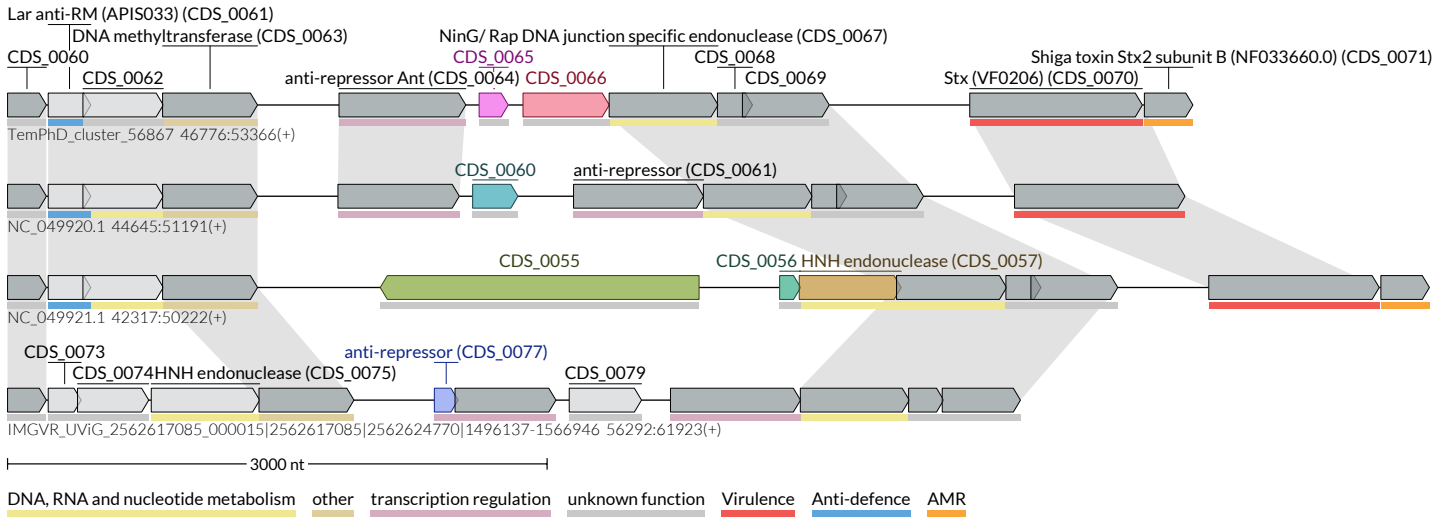 Lar anti-RM (APIS033) (CDS_0061)
DNA methyltransferase (CDS_0063)
NinG/ Rap DNA junction specific endonuclease (CDS_0067)
CDS_0060
CDS_0065
CDS_0068
Shiga toxin Stx2 subunit B (NF033660.0) (CDS_0071)
CDS_0062
anti-repressor Ant (CDS_0064)
CDS_0066
CDS_0069
Stx (VF0206) (CDS_0070)
TemPhD_cluster_56867 46776:53366(+)
CDS_0060
anti-repressor (CDS_0061)
NC_049920.1 44645:51191(+)
CDS_0055
CDS_0056
HNH endonuclease (CDS_0057)
NC_049921.1 42317:50222(+)
CDS_0073
anti-repressor (CDS_0077)
CDS_0074
HNH endonuclease (CDS_0075)
CDS_0079
IMGVR_UViG_2562617085_000015|2562617085|2562624770|1496137-1566946 56292:61923(+)
3000 nt
DNA, RNA and nucleotide metabolism
other
transcription regulation
unknown function
Virulence
Anti-defence
AMR